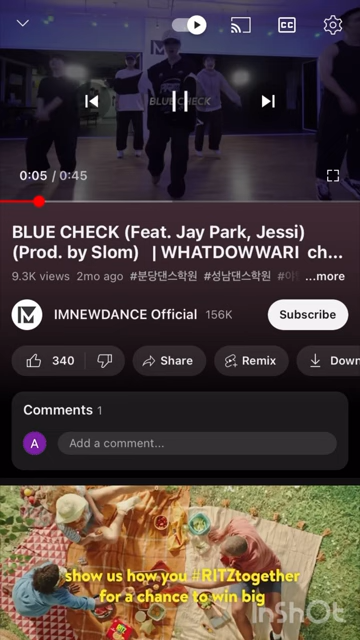 CC
BLUE CHECK
0:05 / 0:45
BLUE CHECK (Feat. Jay Park, Jessi)
(Prod. by Slom) | WHATDOWWARI ch...
9.3K views 2mo ago #분당댄스학원 #성남댄스학원 ...more
IM IMNEWDANCE Official 156K Subscribe
340 Share Remix Down
Comments 1
A Add a comment...
show us how you #RITZtogether
for a chance to win big
InShOt